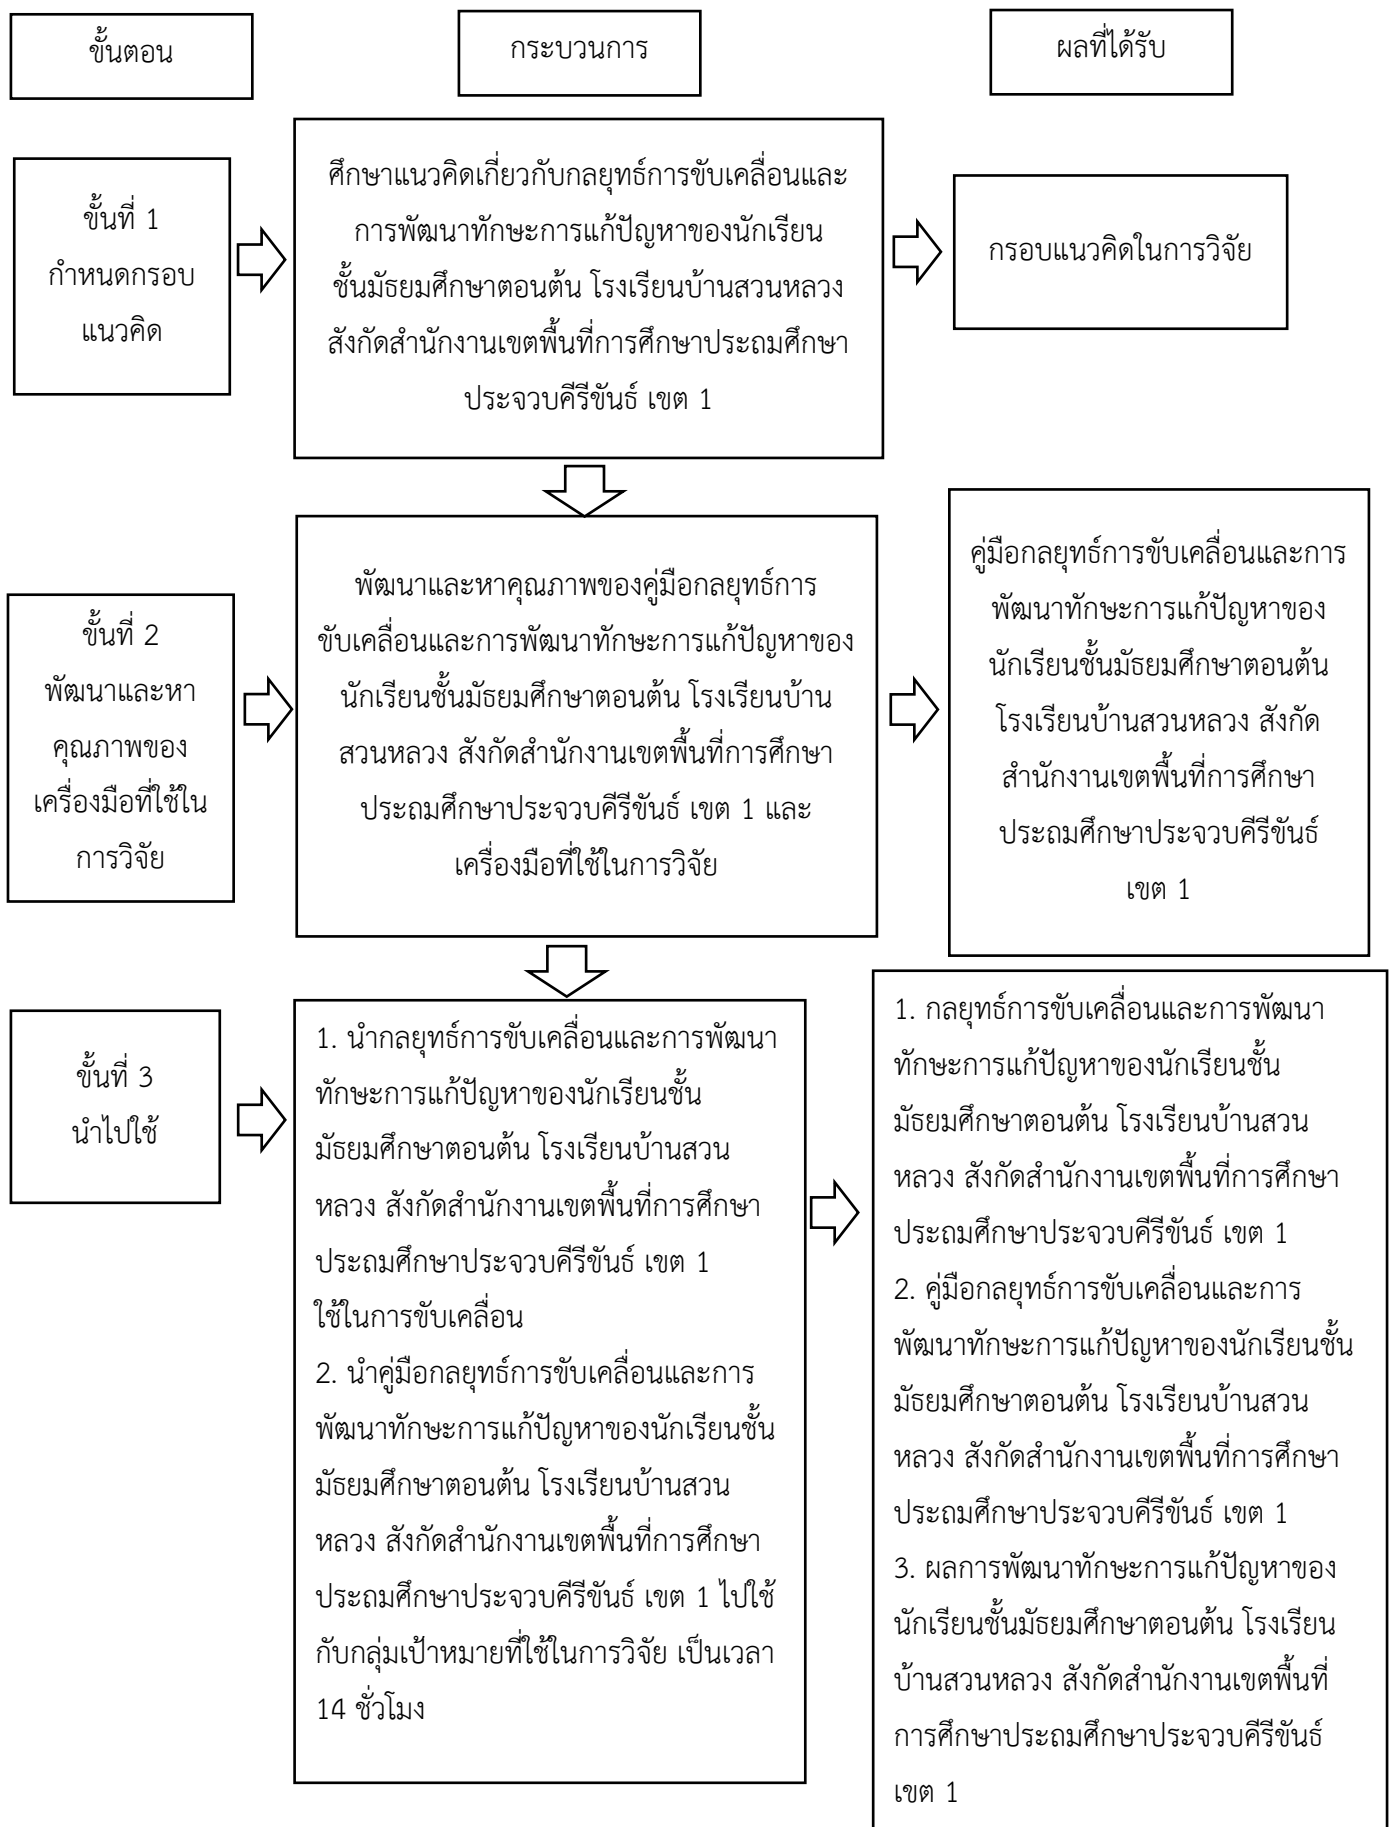 ขั้นตอน
กระบวนการ
ผลที่ได้รับ
ขั้นที่ 1
กำหนดกรอบ
แนวคิด
ศึกษาแนวคิดเกี่ยวกับกลยุทธ์การขับเคลื่อนและ
การพัฒนาทักษะการแก้ปัญหาของนักเรียน
ชั้นมัธยมศึกษาตอนต้น โรงเรียนบ้านสวนหลวง
สังกัดสำนักงานเขตพื้นที่การศึกษาประถมศึกษา
ประจวบคีรีขันธ์ เขต 1
กรอบแนวคิดในการวิจัย
ขั้นที่ 2
พัฒนาและหา
คุณภาพของ
เครื่องมือที่ใช้ใน
การวิจัย
พัฒนาและหาคุณภาพของคู่มือกลยุทธ์การ
ขับเคลื่อนและการพัฒนาทักษะการแก้ปัญหาของ
นักเรียนชั้นมัธยมศึกษาตอนต้น โรงเรียนบ้าน
สวนหลวง สังกัดสำนักงานเขตพื้นที่การศึกษา
ประถมศึกษาประจวบคีรีขันธ์ เขต 1 และ
เครื่องมือที่ใช้ในการวิจัย
คู่มือกลยุทธ์การขับเคลื่อนและการ
พัฒนาทักษะการแก้ปัญหาของ
นักเรียนชั้นมัธยมศึกษาตอนต้น
โรงเรียนบ้านสวนหลวง สังกัด
สำนักงานเขตพื้นที่การศึกษา
ประถมศึกษาประจวบคีรีขันธ์
เขต 1
ขั้นที่ 3
นำไปใช้
1. นำกลยุทธ์การขับเคลื่อนและการพัฒนา
ทักษะการแก้ปัญหาของนักเรียนชั้น
มัธยมศึกษาตอนต้น โรงเรียนบ้านสวน
หลวง สังกัดสำนักงานเขตพื้นที่การศึกษา
ประถมศึกษาประจวบคีรีขันธ์ เขต 1
ใช้ในการขับเคลื่อน
2. นำคู่มือกลยุทธ์การขับเคลื่อนและการ
พัฒนาทักษะการแก้ปัญหาของนักเรียนชั้น
มัธยมศึกษาตอนต้น โรงเรียนบ้านสวน
หลวง สังกัดสำนักงานเขตพื้นที่การศึกษา
ประถมศึกษาประจวบคีรีขันธ์ เขต 1 ไปใช้
กับกลุ่มเป้าหมายที่ใช้ในการวิจัย เป็นเวลา
14 ชั่วโมง
1. กลยุทธ์การขับเคลื่อนและการพัฒนา
ทักษะการแก้ปัญหาของนักเรียนชั้น
มัธยมศึกษาตอนต้น โรงเรียนบ้านสวน
หลวง สังกัดสำนักงานเขตพื้นที่การศึกษา
ประถมศึกษาประจวบคีรีขันธ์ เขต 1
2. คู่มือกลยุทธ์การขับเคลื่อนและการ
พัฒนาทักษะการแก้ปัญหาของนักเรียนชั้น
มัธยมศึกษาตอนต้น โรงเรียนบ้านสวน
หลวง สังกัดสำนักงานเขตพื้นที่การศึกษา
ประถมศึกษาประจวบคีรีขันธ์ เขต 1
3. ผลการพัฒนาทักษะการแก้ปัญหาของ
นักเรียนชั้นมัธยมศึกษาตอนต้น โรงเรียน
บ้านสวนหลวง สังกัดสำนักงานเขตพื้นที่
การศึกษาประถมศึกษาประจวบคีรีขันธ์
เขต 1